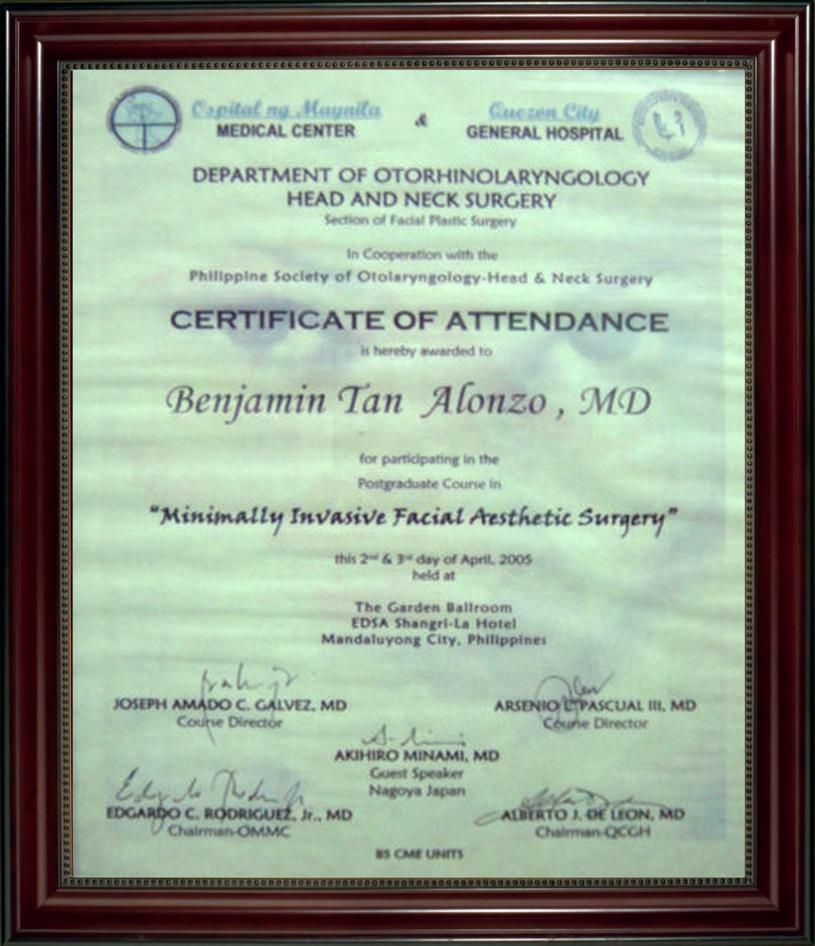 Ospital ng Maynila
MEDICAL CENTER
&
Quezon City
GENERAL HOSPITAL
DEPARTMENT OF OTORHINOLARYNGOLOGY
HEAD AND NECK SURGERY
Section of Facial Plastic Surgery
In Cooperation with the
Philippine Society of Otolaryngology-Head & Neck Surgery
CERTIFICATE OF ATTENDANCE
is hereby awarded to
Benjamin Tan Alonzo , MD
for participating in the
Postgraduate Course in
"Minimally Invasive Facial Aesthetic Surgery"
this 2nd & 3rd day of April, 2005
held at
The Garden Ballroom
EDSA Shangri-La Hotel
Mandaluyong City, Philippines
JOSEPH AMADO C. GALVEZ, MD
Course Director
ARSENIO L. PASCUAL III, MD
Course Director
AKIHIRO MINAMI, MD
Guest Speaker
Nagoya Japan
EDGARDO C. RODRIGUEZ, Jr., MD
Chairman-OMMC
ALBERTO J. DE LEON, MD
Chairman-QCGH
85 CME UNITS